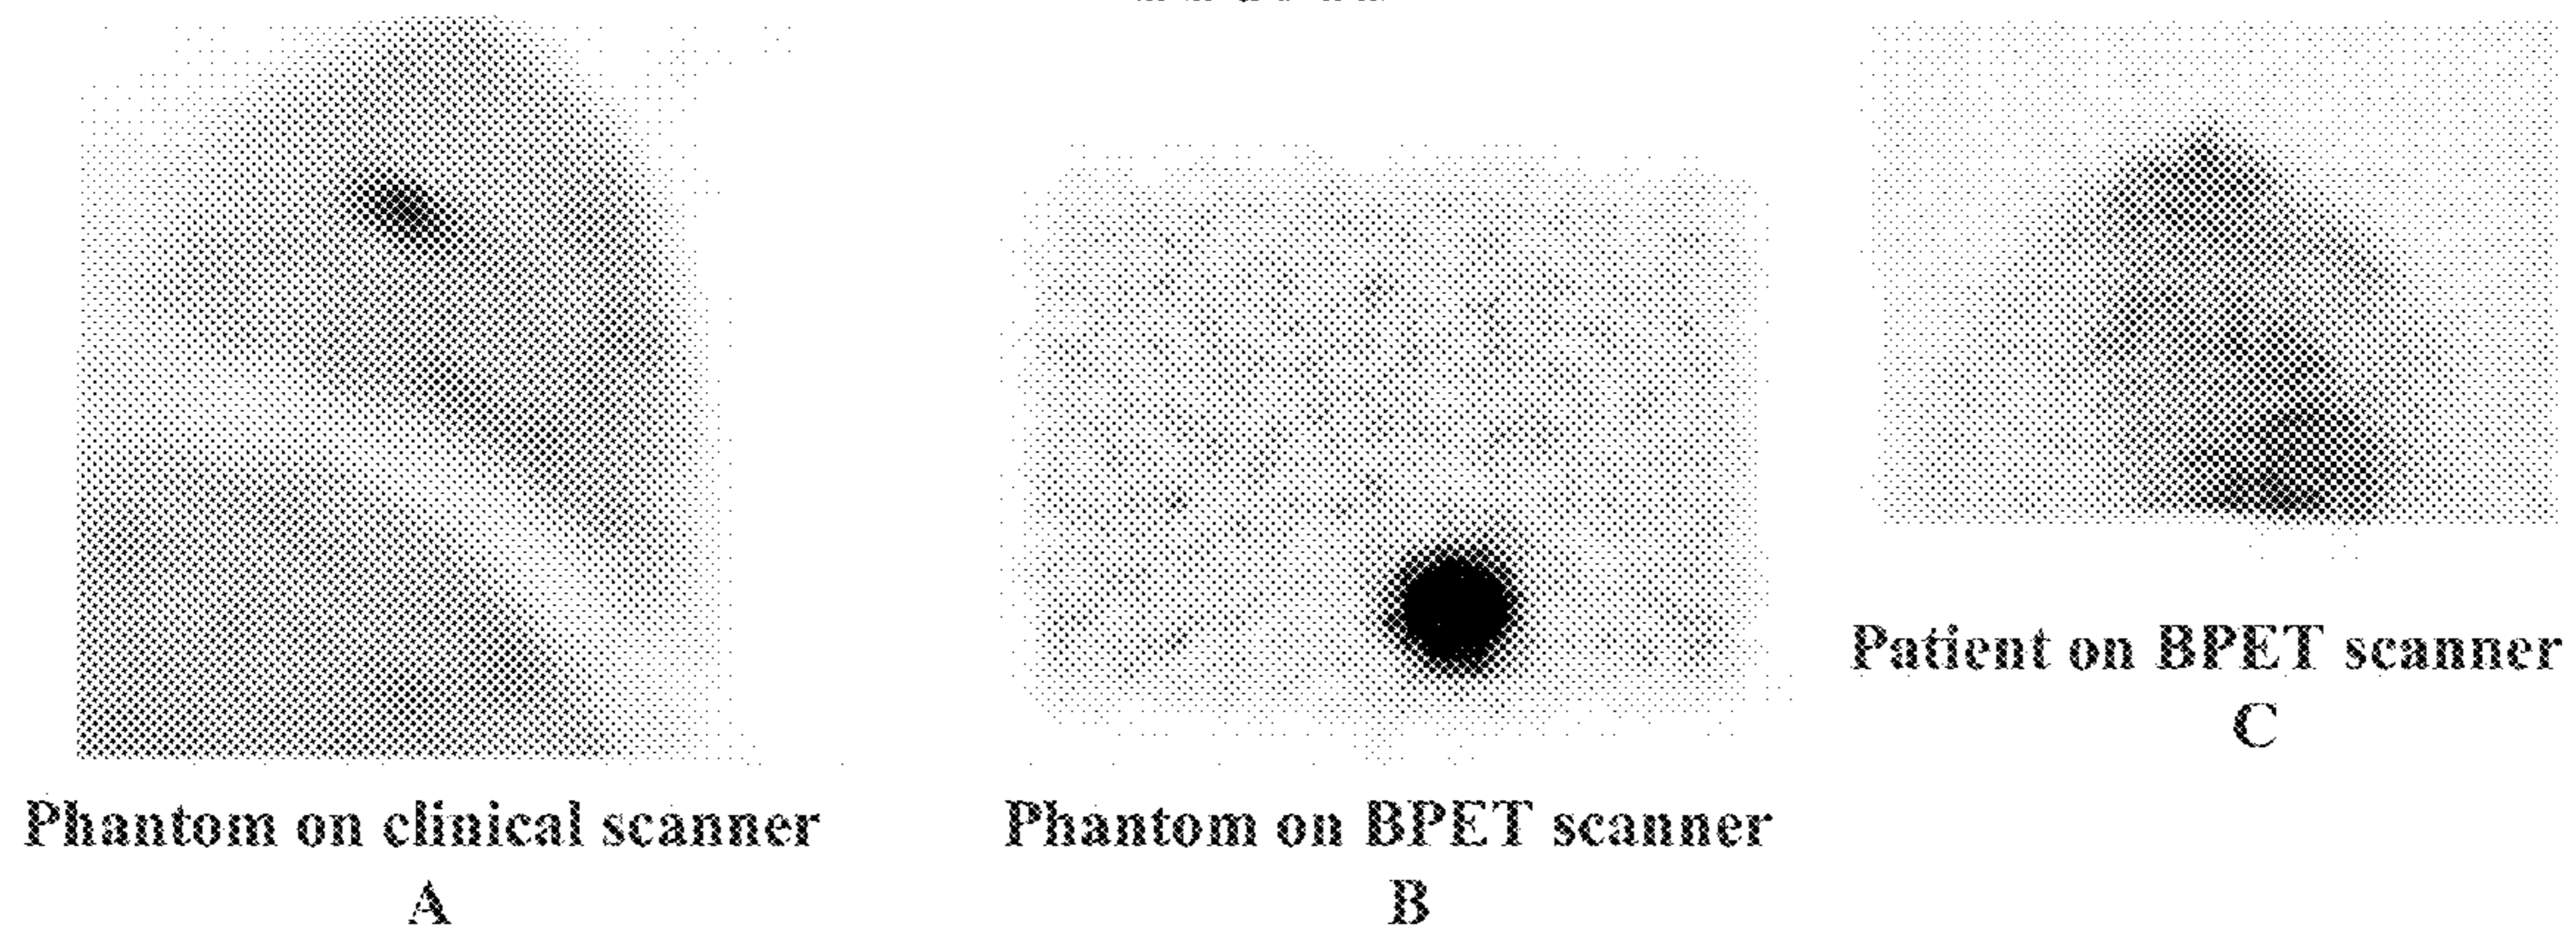 Phantom on clinical scanner
A
Phantom on BPET scanner
B
Patient on BPET scanner
C